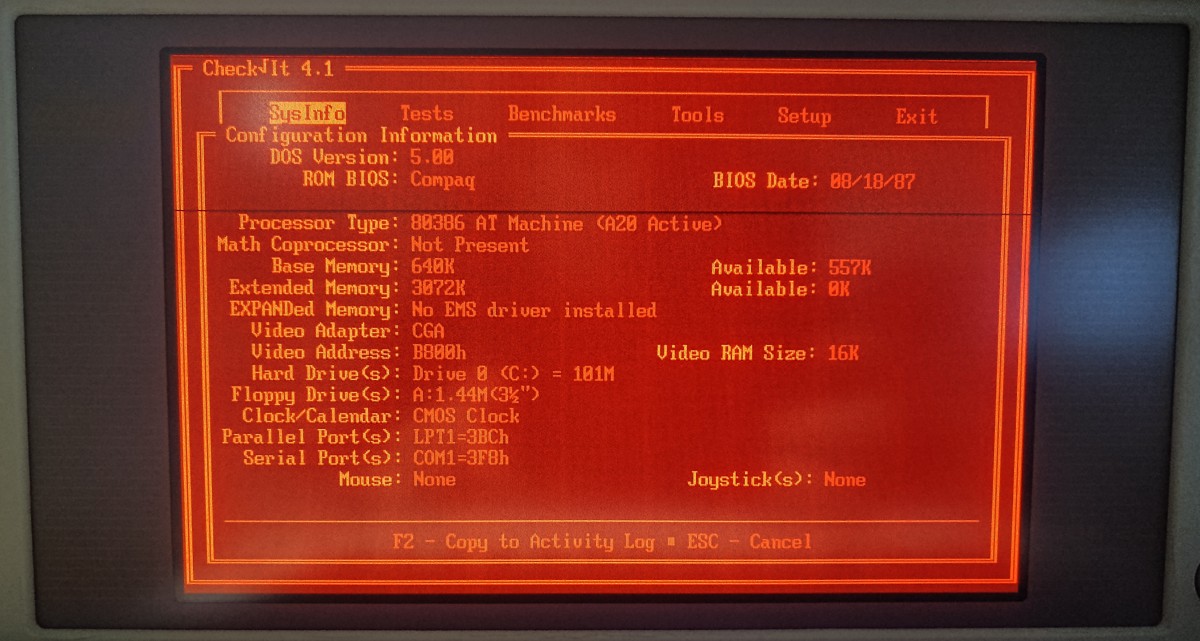 Check√It 4.1
SysInfo Tests Benchmarks Tools Setup Exit
Configuration Information
DOS Version: 5.00
ROM BIOS: Compaq BIOS Date: 08/18/87
Processor Type: 80386 AT Machine (A20 Active)
Math Coprocessor: Not Present
Base Memory: 640K Available: 557K
Extended Memory: 3072K Available: 0K
EXPANDed Memory: No EMS driver installed
Video Adapter: CGA
Video Address: B800h Video RAM Size: 16K
Hard Drive(s): Drive 0 (C:) = 101M
Floppy Drive(s): A:1.44M(3½")
Clock/Calendar: CMOS Clock
Parallel Port(s): LPT1=3BCh
Serial Port(s): COM1=3F8h
Mouse: None Joystick(s): None
F2 - Copy to Activity Log ▪ ESC - Cancel